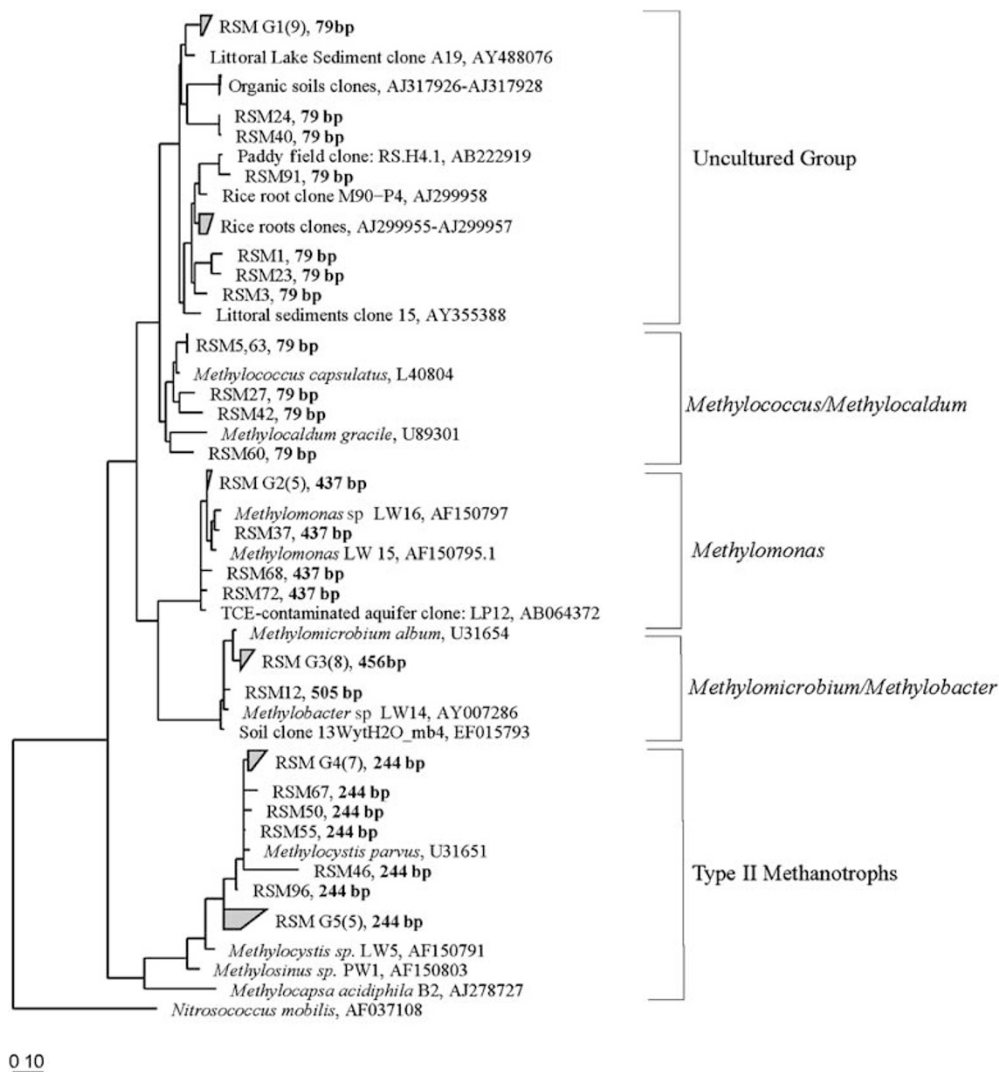 RSM G1(9), 79bp
Littoral Lake Sediment clone A19, AY488076
Organic soils clones, AJ317926-AJ317928
RSM24, 79 bp
RSM40, 79 bp
Paddy field clone: RS.H4.1, AB222919
RSM91, 79 bp
Rice root clone M90−P4, AJ299958
Rice roots clones, AJ299955-AJ299957
RSM1, 79 bp
RSM23, 79 bp
RSM3, 79 bp
Littoral sediments clone 15, AY355388
Uncultured Group
RSM5,63, 79 bp
Methylococcus capsulatus, L40804
RSM27, 79 bp
RSM42, 79 bp
Methylocaldum gracile, U89301
RSM60, 79 bp
Methylococcus/Methylocaldum
RSM G2(5), 437 bp
Methylomonas sp LW16, AF150797
RSM37, 437 bp
Methylomonas LW 15, AF150795.1
RSM68, 437 bp
RSM72, 437 bp
TCE-contaminated aquifer clone: LP12, AB064372
Methylomonas
Methylomicrobium album, U31654
RSM G3(8), 456bp
RSM12, 505 bp
Methylobacter sp LW14, AY007286
Soil clone 13WytH2O_mb4, EF015793
Methylomicrobium/Methylobacter
RSM G4(7), 244 bp
RSM67, 244 bp
RSM50, 244 bp
RSM55, 244 bp
Methylocystis parvus, U31651
RSM46, 244 bp
RSM96, 244 bp
RSM G5(5), 244 bp
Methylocystis sp. LW5, AF150791
Methylosinus sp. PW1, AF150803
Methylocapsa acidiphila B2, AJ278727
Type II Methanotrophs
Nitrosococcus mobilis, AF037108
0 10